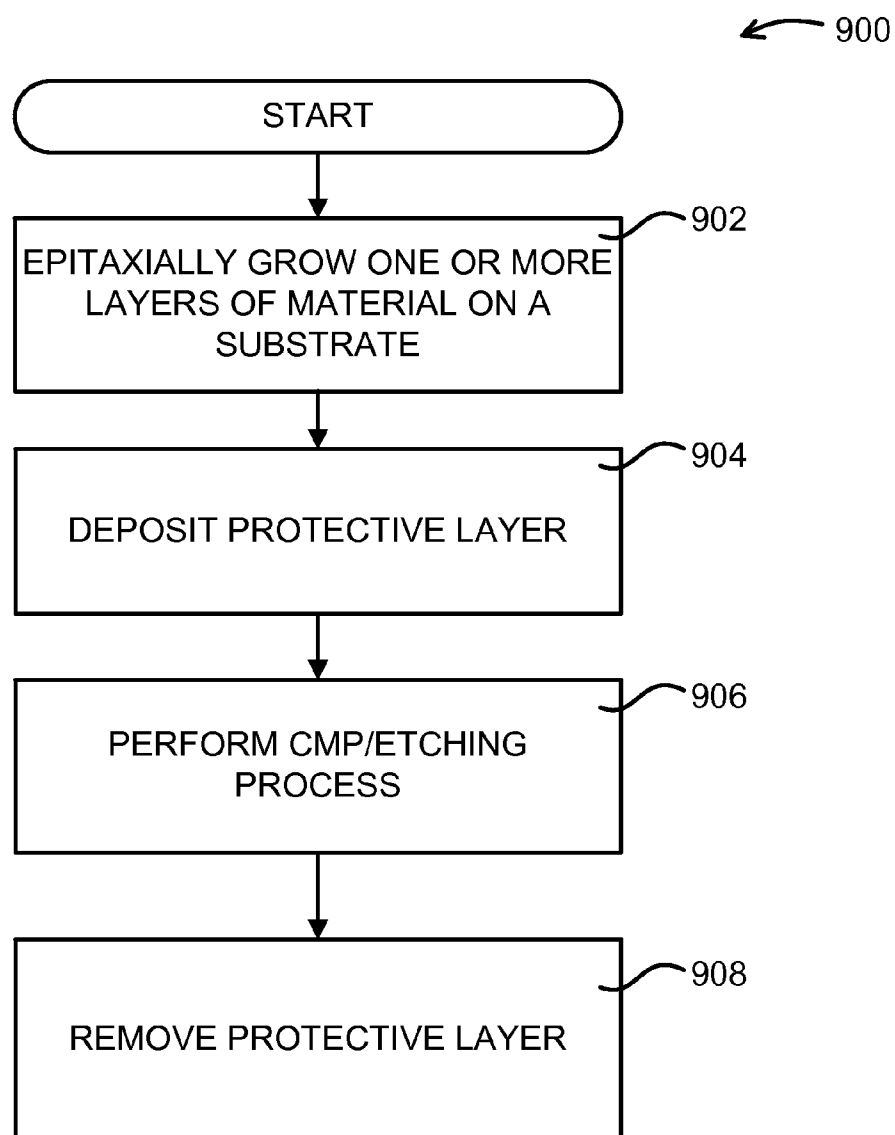 900
START
902
EPITAXIALLY GROW ONE OR MORE
LAYERS OF MATERIAL ON A
SUBSTRATE
904
DEPOSIT PROTECTIVE LAYER
906
PERFORM CMP/ETCHING
PROCESS
908
REMOVE PROTECTIVE LAYER